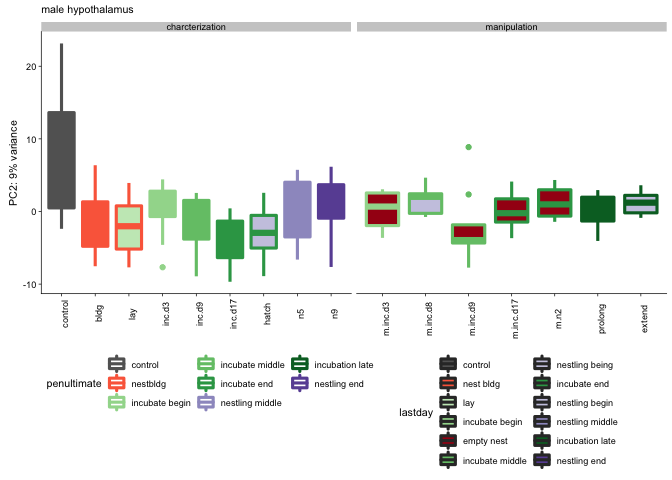 male hypothalamus
charcterization
manipulation
PC2: 9% variance
20
10
0
-10
control
bldg
lay
inc.d3
inc.d9
inc.d17
hatch
n5
n9
m.inc.d3
m.inc.d8
m.inc.d9
m.inc.d17
m.n2
prolong
extend
penultimate
control
nestbldg
incubate begin
incubate middle
incubate end
nestling middle
incubation late
nestling end
lastday
control
nest bldg
lay
incubate begin
empty nest
incubate middle
nestling being
incubate end
nestling begin
nestling middle
incubation late
nestling end